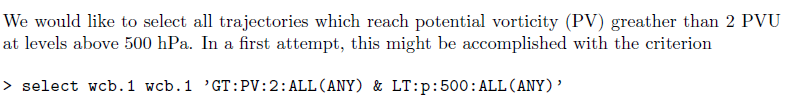 We would like to select all trajectories which reach potential vorticity (PV) greather than 2 PVU
at levels above 500 hPa. In a first attempt, this might be accomplished with the criterion
> select wcb.1 wcb.1 ’GT:PV:2:ALL(ANY) & LT:p:500:ALL(ANY)’